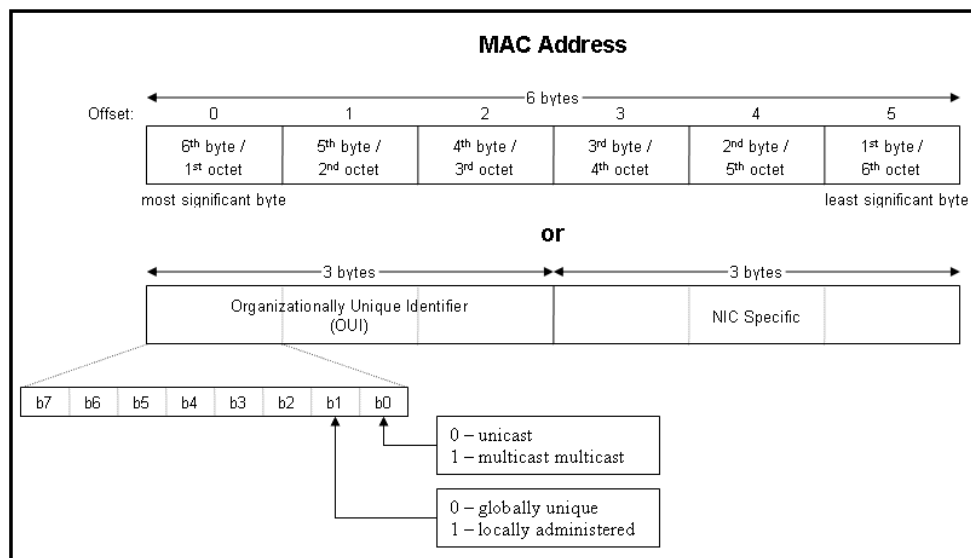 MAC Address
6 bytes
Offset: 0 1 2 3 4 5
6th byte / 5th byte / 4th byte / 3rd byte / 2nd byte / 1st byte /
1st octet 2nd octet 3rd octet 4th octet 5th octet 6th octet
most significant byte least significant byte
or
3 bytes 3 bytes
Organizationally Unique Identifier
(OUI)
NIC Specific
b7 b6 b5 b4 b3 b2 b1 b0
0 – unicast
1 – multicast multicast
0 – globally unique
1 – locally administered